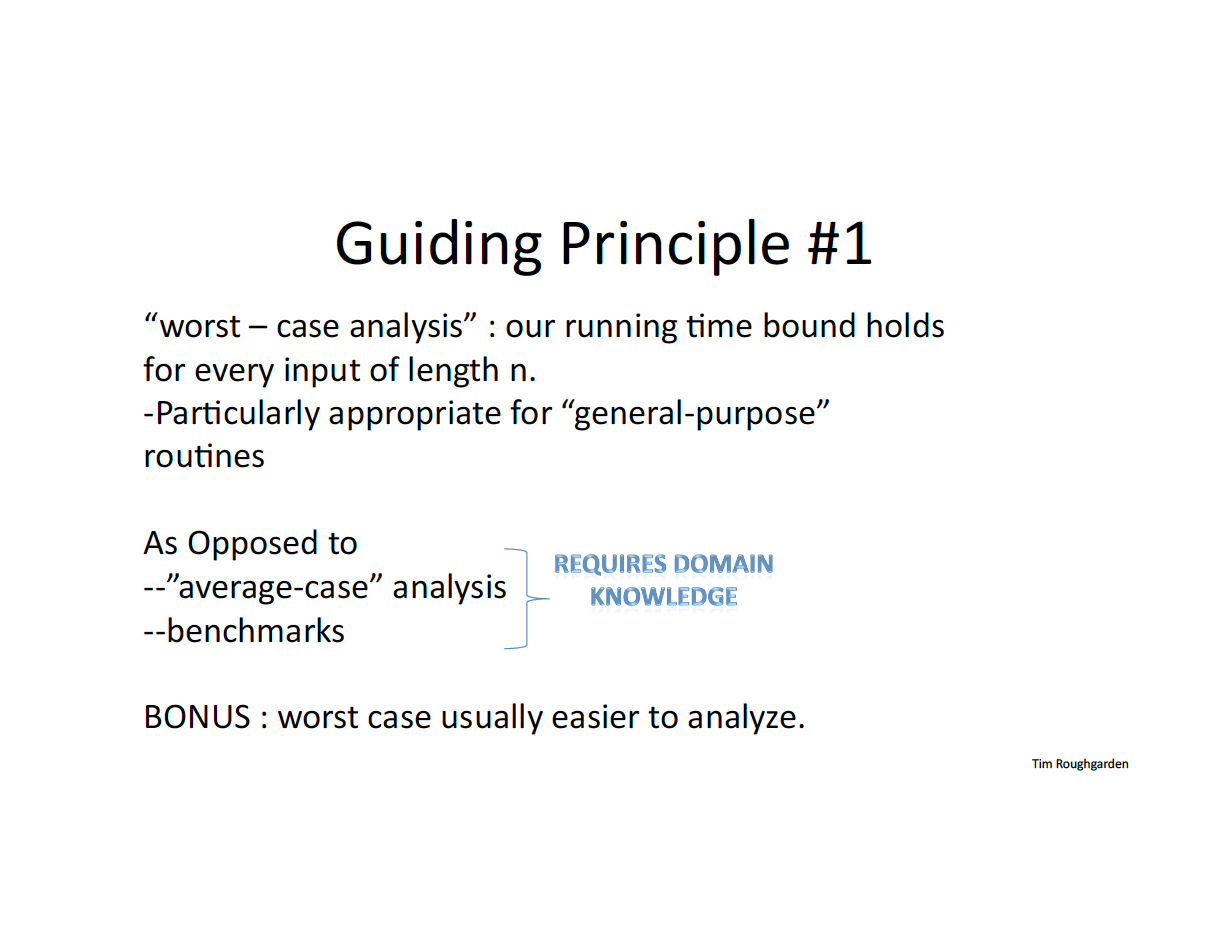 Guiding Principle #1
“worst – case analysis” : our running time bound holds
for every input of length n.
-Particularly appropriate for “general-purpose”
routines
As Opposed to
--”average-case” analysis
--benchmarks
REQUIRES DOMAIN
KNOWLEDGE
BONUS : worst case usually easier to analyze.
Tim Roughgarden